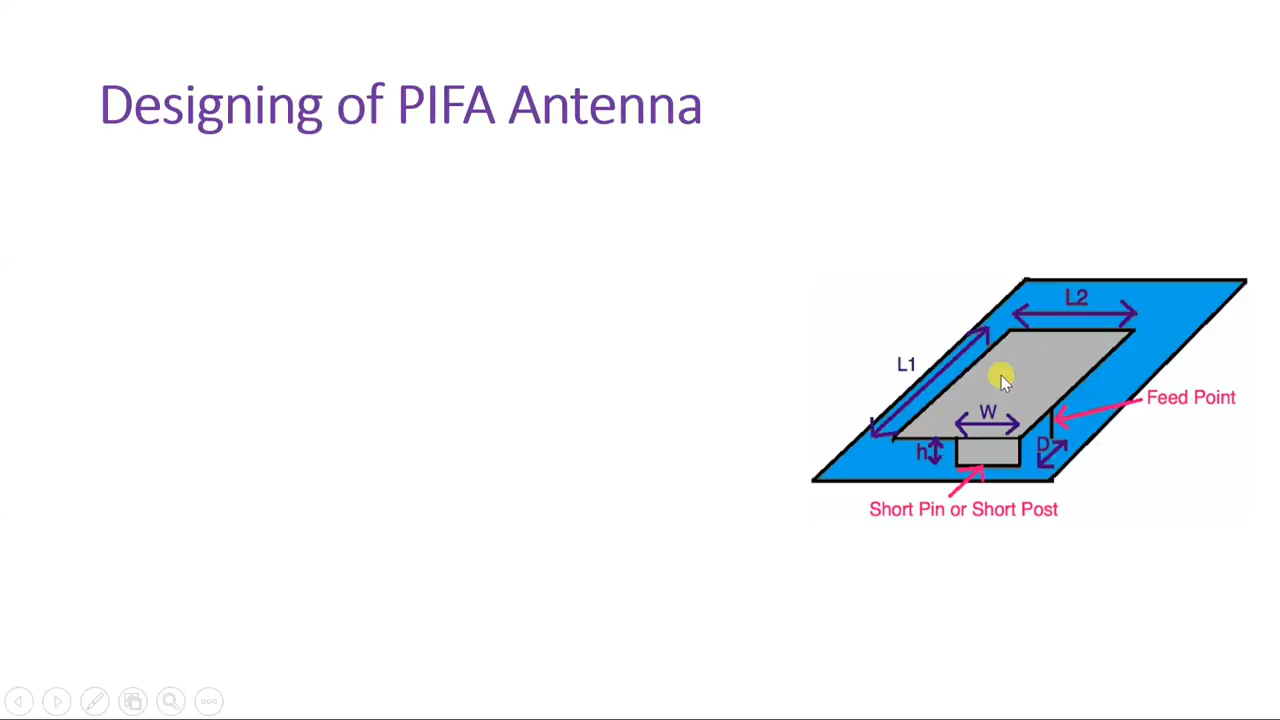 Designing of PIFA Antenna
L2
L1
Feed Point
W
D
h
Short Pin or Short Post